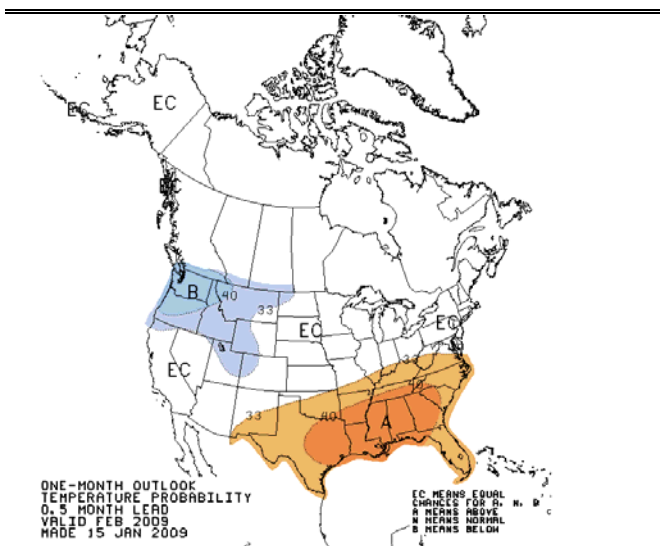 EC
EC
EC
B
40
33
EC
EC
EC
33
40
33
40
A
ONE-MONTH OUTLOOK
TEMPERATURE PROBABILITY
0.5 MONTH LEAD
VALID FEB 2009
MADE 15 JAN 2009
EC MEANS EQUAL
CHANCES FOR A, N, B
A MEANS ABOVE
N MEANS NORMAL
B MEANS BELOW